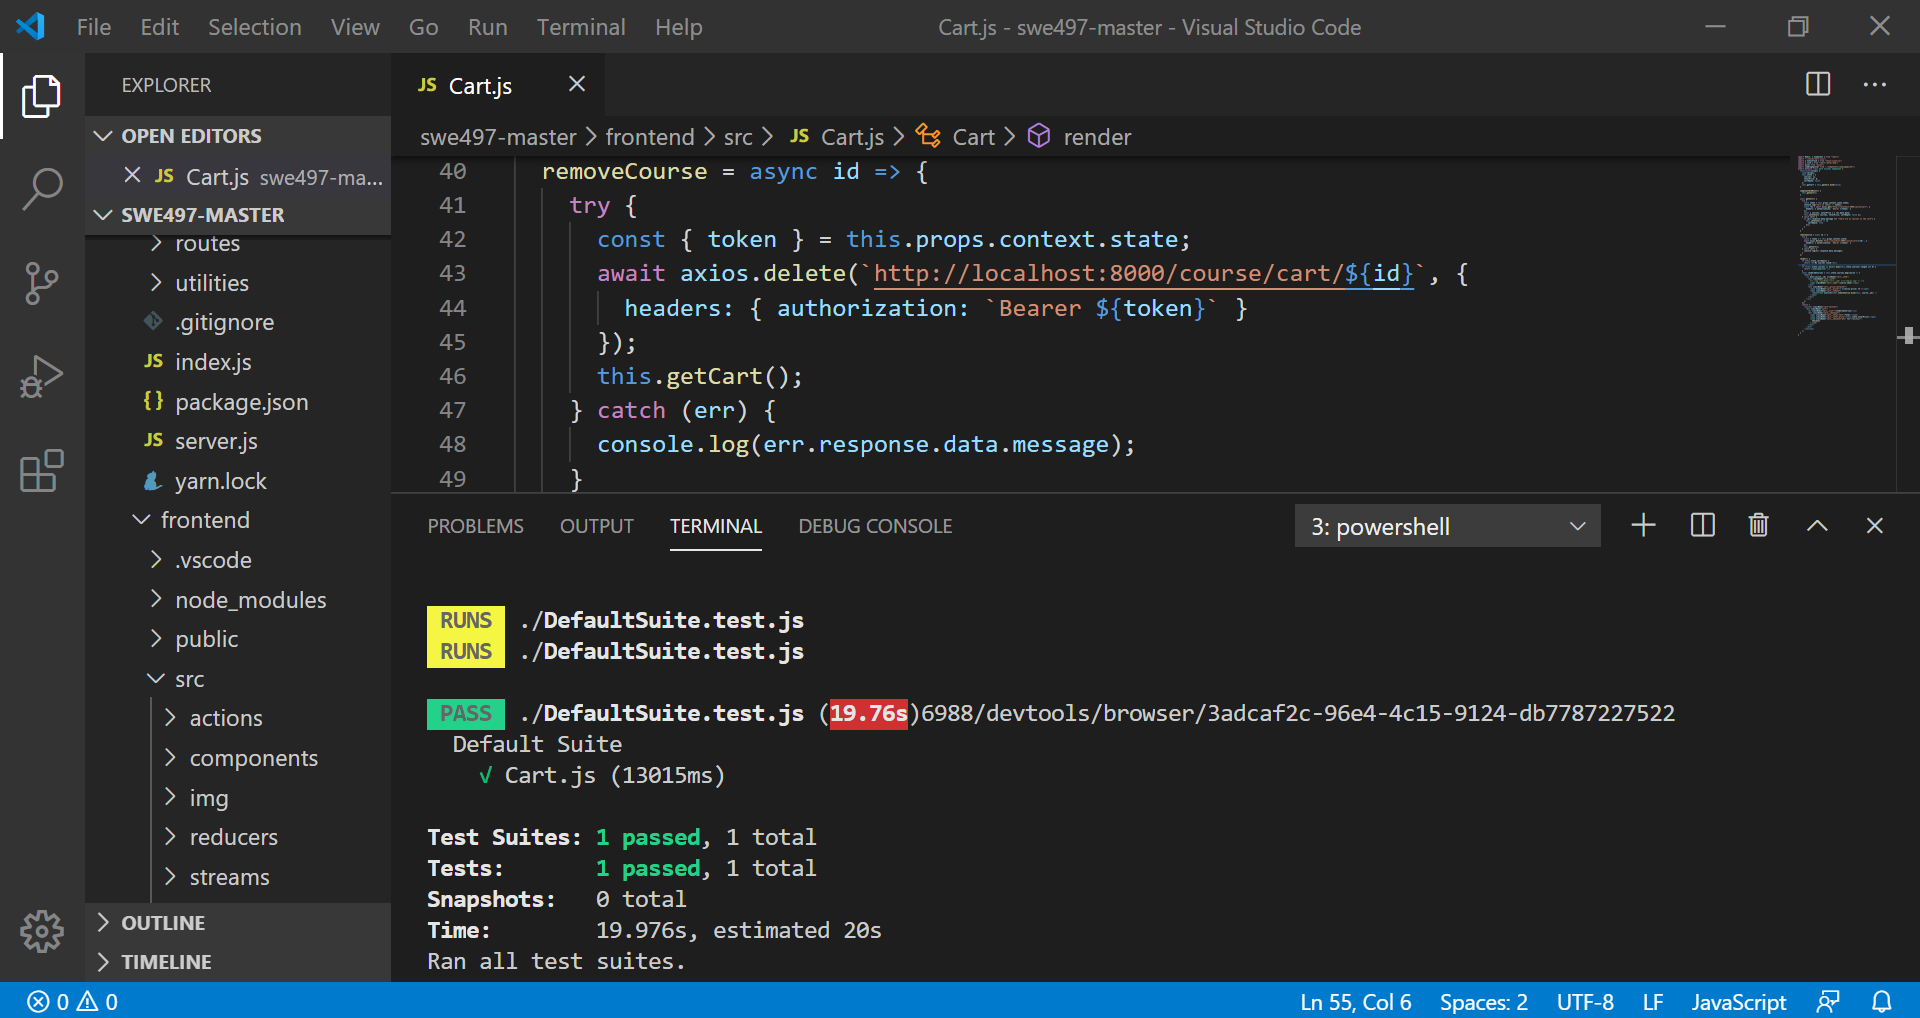 File Edit Selection View Go Run Terminal Help Cart.js - swe497-master - Visual Studio Code
EXPLORER
OPEN EDITORS
JS Cart.js swe497-ma...
SWE497-MASTER
routes
utilities
.gitignore
JS index.js
{} package.json
JS server.js
yarn.lock
frontend
.vscode
node_modules
public
src
actions
components
img
reducers
streams
OUTLINE
TIMELINE
JS Cart.js
swe497-master > frontend > src > JS Cart.js > Cart > render
40 removeCourse = async id => {
41 try {
42 const { token } = this.props.context.state;
43 await axios.delete(`http://localhost:8000/course/cart/${id}`, {
44 headers: { authorization: `Bearer ${token}` }
45 });
46 this.getCart();
47 } catch (err) {
48 console.log(err.response.data.message);
49 }
PROBLEMS OUTPUT TERMINAL DEBUG CONSOLE 3: powershell
RUNS ./DefaultSuite.test.js
RUNS ./DefaultSuite.test.js
PASS ./DefaultSuite.test.js (19.76s)6988/devtools/browser/3adcaf2c-96e4-4c15-9124-db7787227522
Default Suite
√ Cart.js (13015ms)
Test Suites: 1 passed, 1 total
Tests: 1 passed, 1 total
Snapshots: 0 total
Time: 19.976s, estimated 20s
Ran all test suites.
0 0 Ln 55, Col 6 Spaces: 2 UTF-8 LF JavaScript